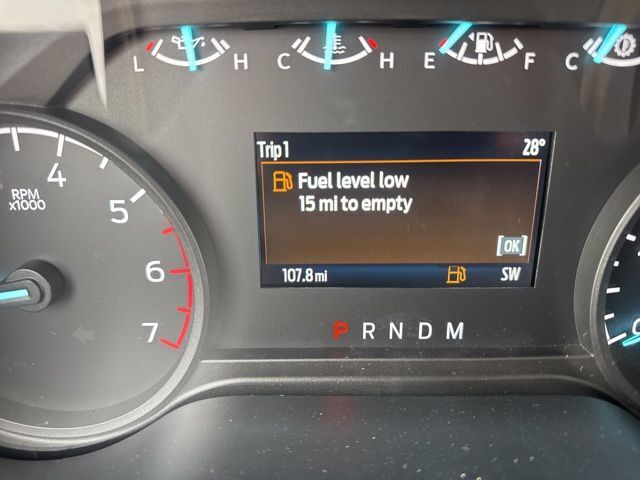 L H C H E F C
Trip 1 28°
Fuel level low
15 mi to empty
OK
107.8 mi SW
4
RPM
x1000
5
6
7
P R N D M